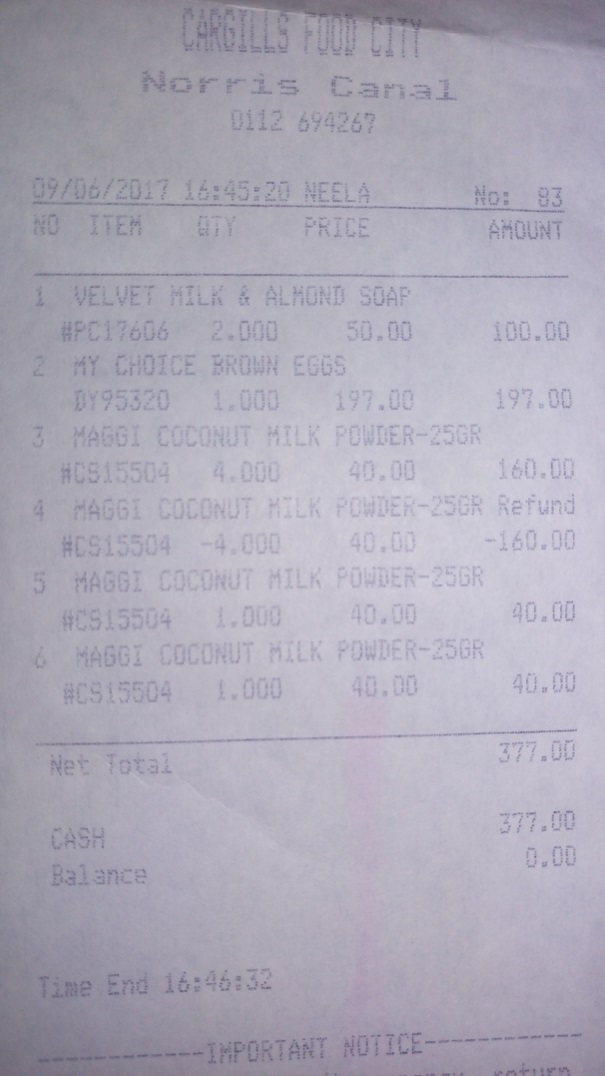 CARGILLS FOOD CITY
Norris Canal
0112 694267
09/06/2017 16:45:20 NEELA No: 83
NO ITEM QTY PRICE AMOUNT
1 VELVET MILK & ALMOND SOAP
#PC17606 2.000 50.00 100.00
2 MY CHOICE BROWN EGGS
DY95320 1.000 197.00 197.00
3 MAGGI COCONUT MILK POWDER-25GR
#CS15504 4.000 40.00 160.00
4 MAGGI COCONUT MILK POWDER-25GR Refund
#CS15504 -4.000 40.00 -160.00
5 MAGGI COCONUT MILK POWDER-25GR
#CS15504 1.000 40.00 40.00
6 MAGGI COCONUT MILK POWDER-25GR
#CS15504 1.000 40.00 40.00
Net Total 377.00
CASH 377.00
Balance 0.00
Time End 16:46:32
------------IMPORTANT NOTICE------------
return